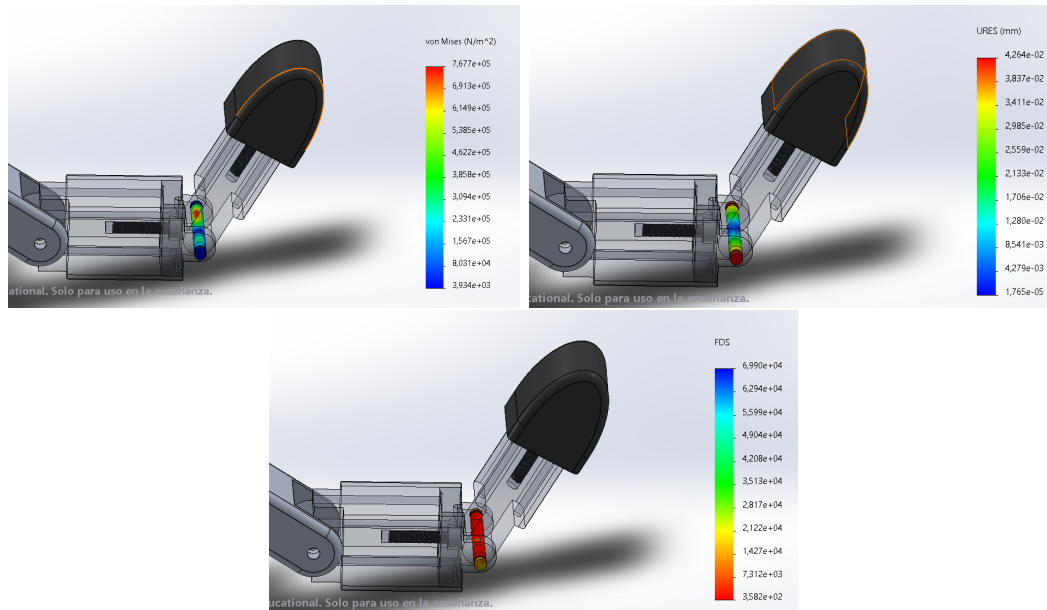 von Mises (N/m^2)
7,677e+05
6,913e+05
6,149e+05
5,385e+05
4,622e+05
3,858e+05
3,094e+05
2,331e+05
1,567e+05
8,031e+04
3,934e+03
cational. Solo para uso en la enseñanza.
URES (mm)
4,264e-02
3,837e-02
3,411e-02
2,985e-02
2,559e-02
2,133e-02
1,706e-02
1,280e-02
8,541e-03
4,279e-03
1,765e-05
cational. Solo para uso en la enseñanza.
FDS
6,990e+04
6,294e+04
5,599e+04
4,904e+04
4,208e+04
3,513e+04
2,817e+04
2,122e+04
1,427e+04
7,312e+03
3,582e+02
ucational. Solo para uso en la enseñanza.